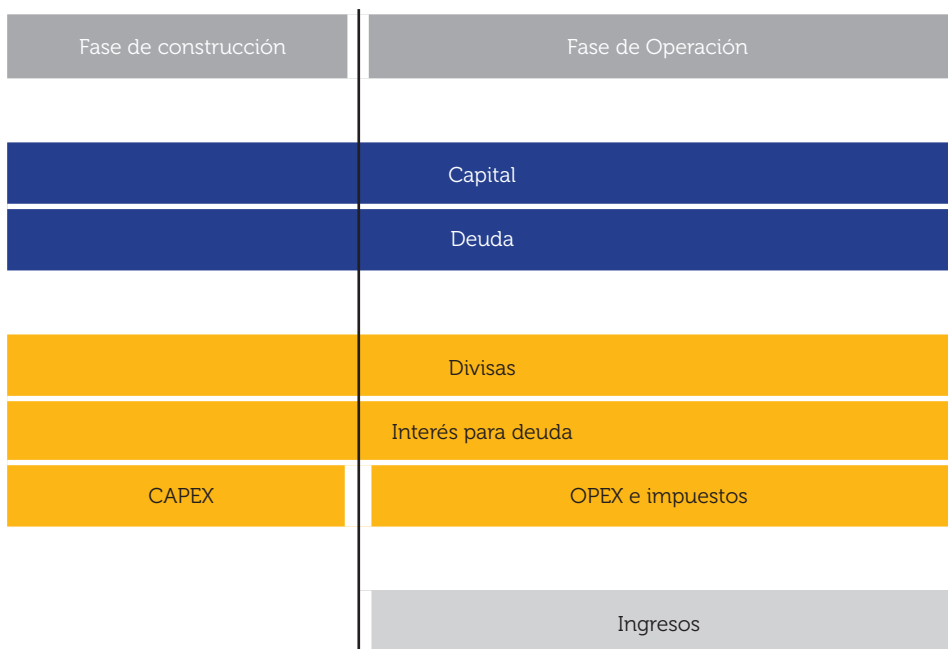 Fase de construcción
Fase de Operación
Capital
Deuda
Divisas
Interés para deuda
CAPEX
OPEX e impuestos
Ingresos